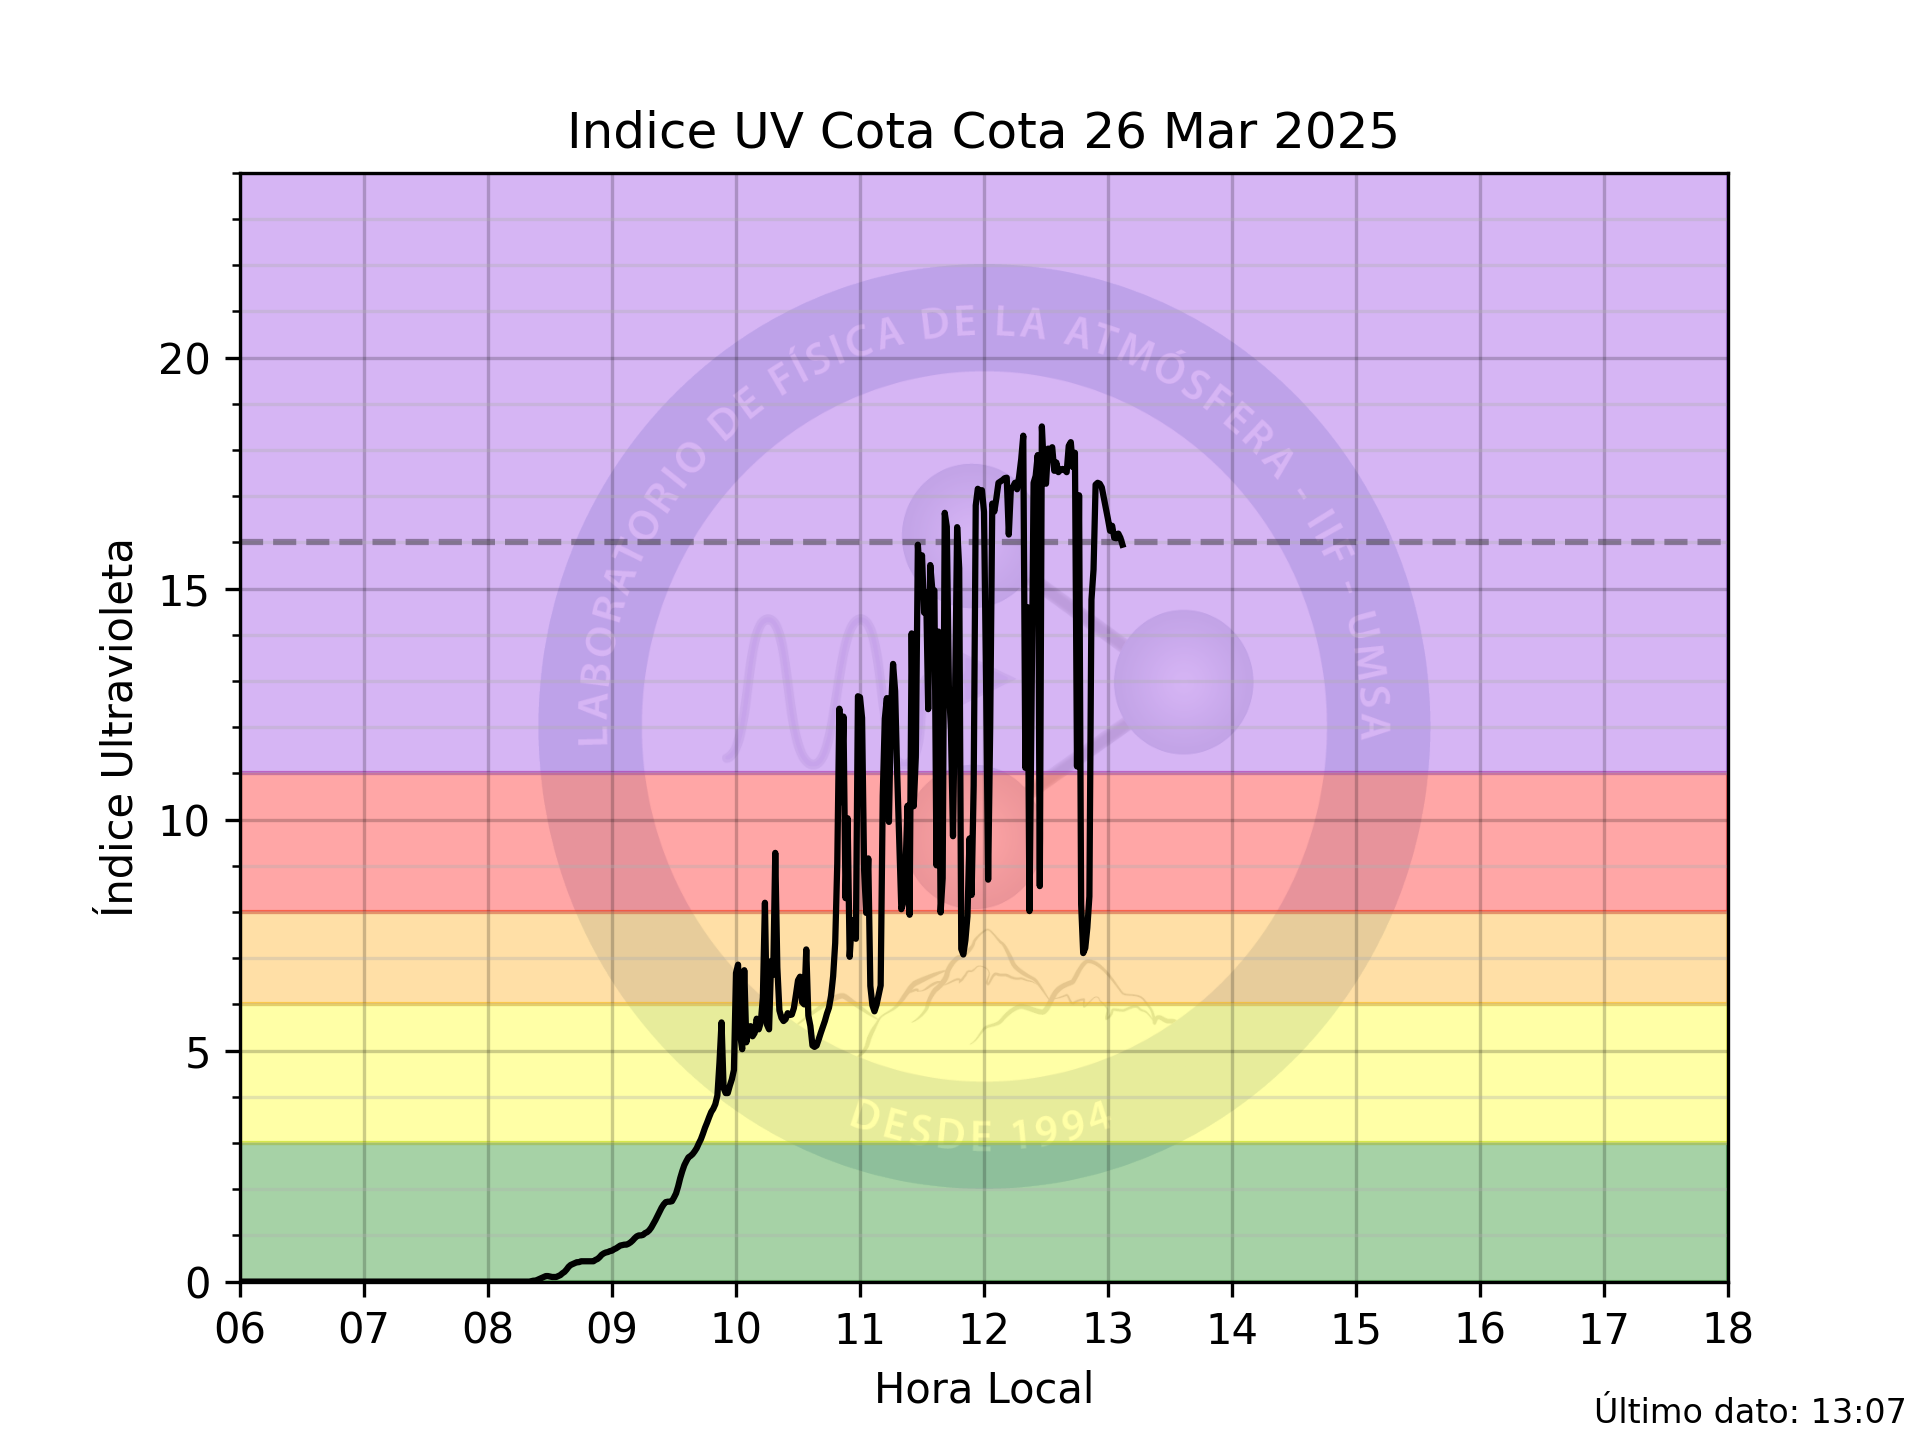 Indice UV Cota Cota 26 Mar 2025
Índice Ultravioleta
20
15
10
5
0
LABORATORIO DE FÍSICA DE LA ATMÓSFERA - IIF - UMSA
DESDE 1994
06 07 08 09 10 11 12 13 14 15 16 17 18
Hora Local
Último dato: 13:07